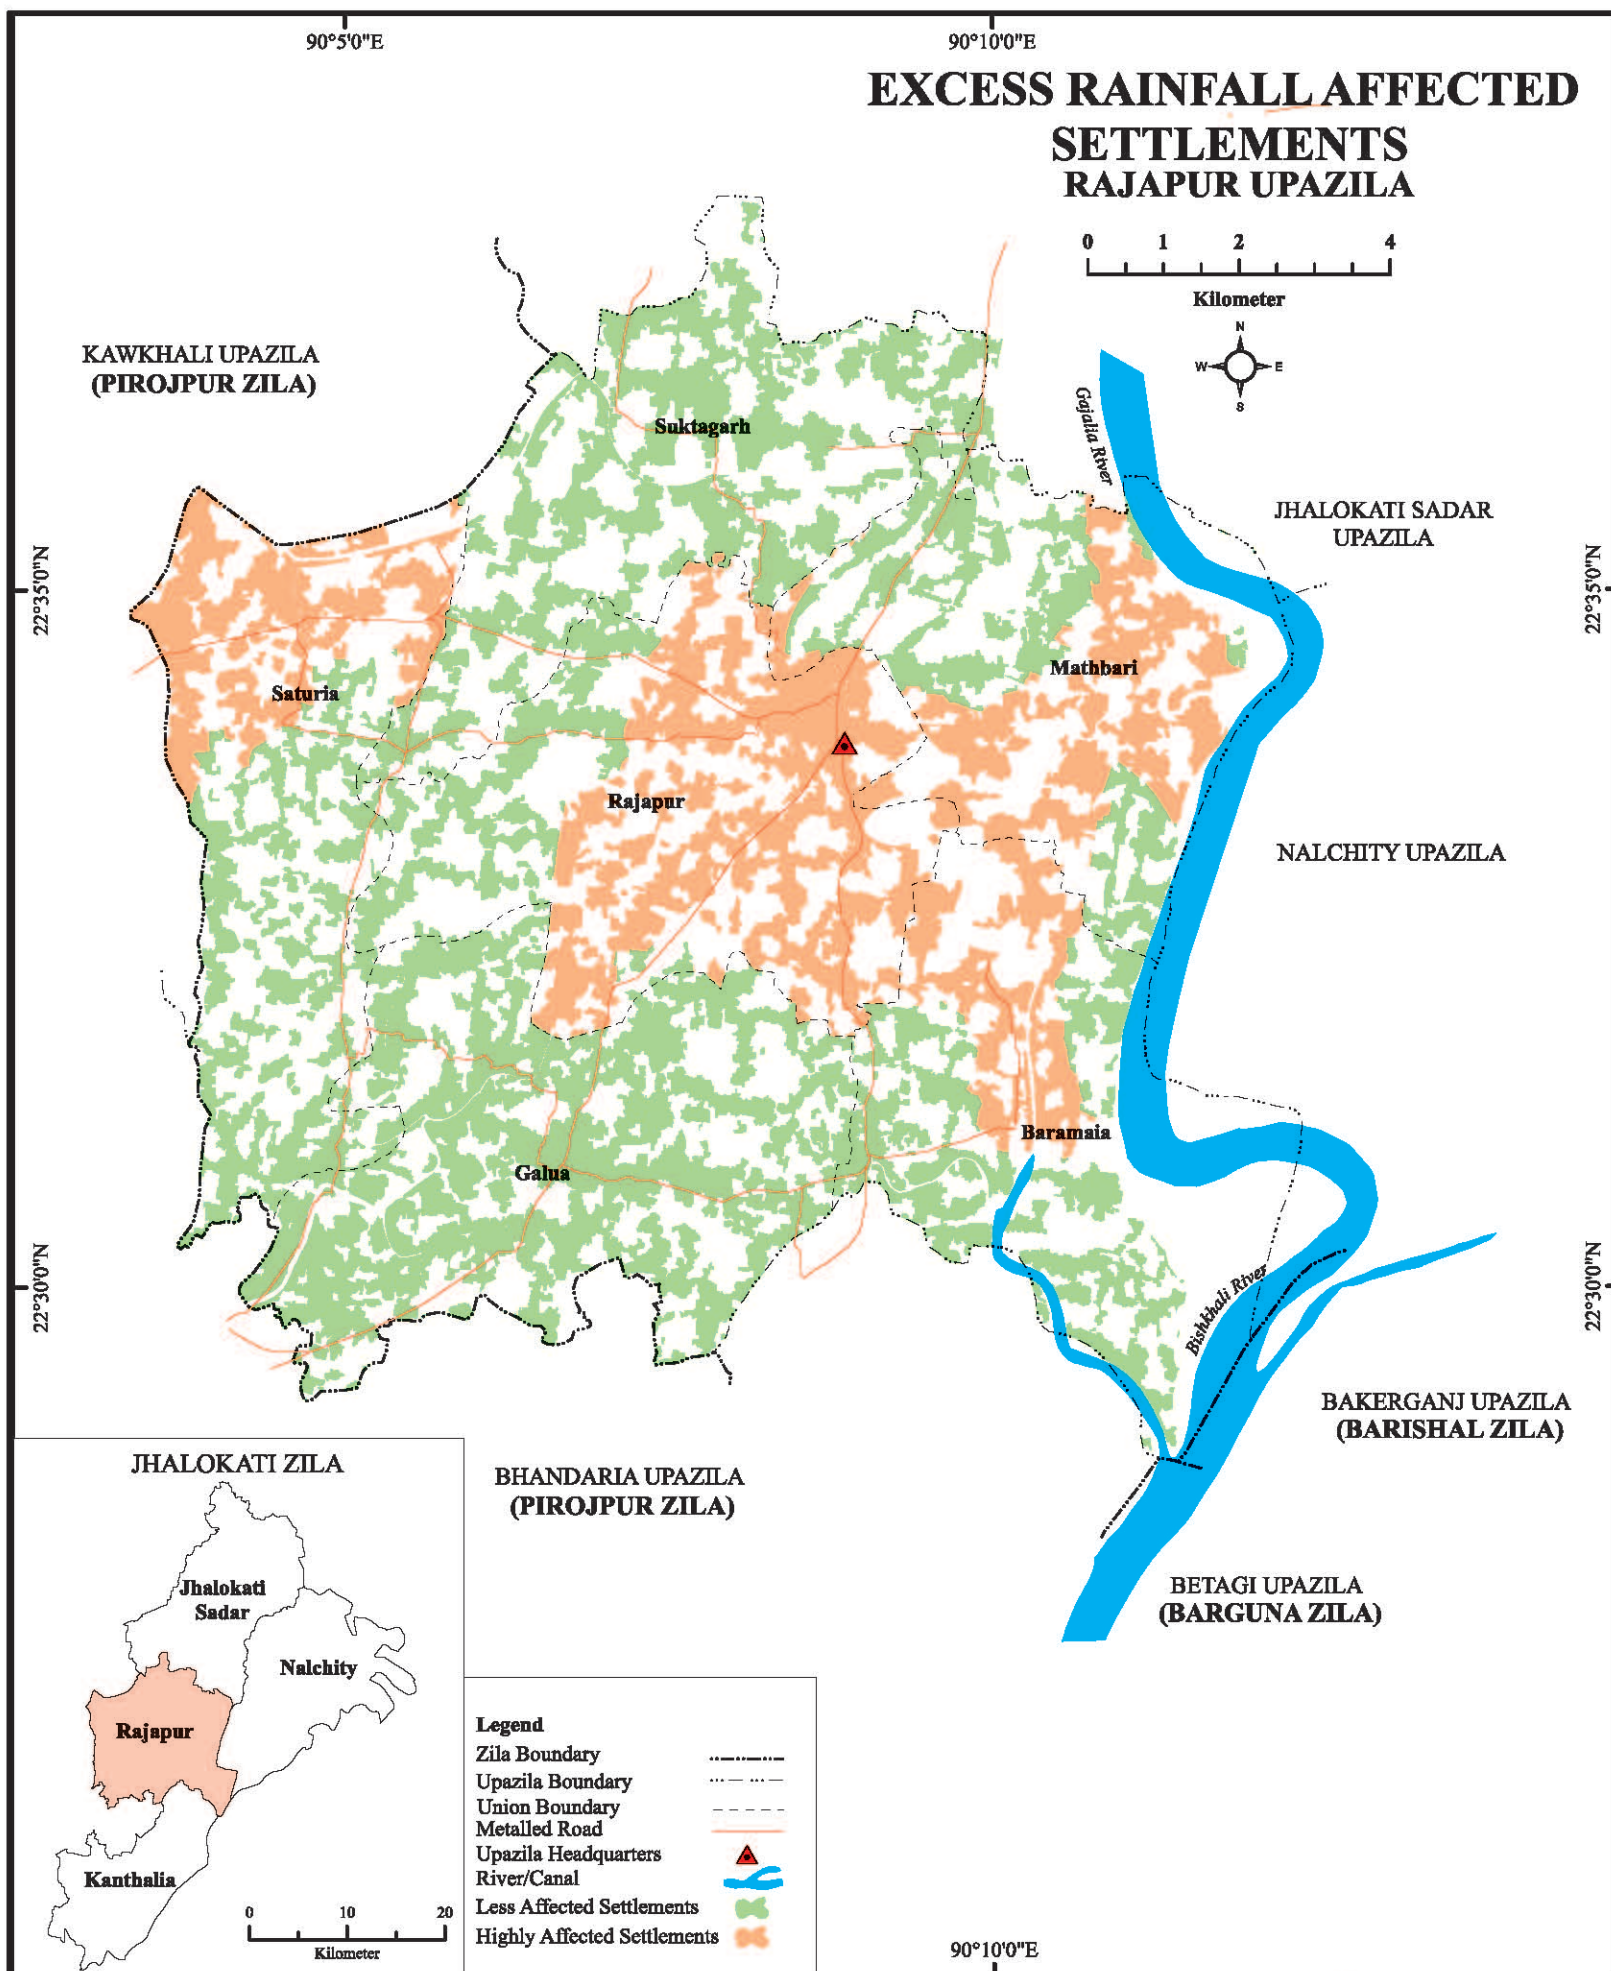 90°5'0"E
90°10'0"E
EXCESS RAINFALL AFFECTED
SETTLEMENTS
RAJAPUR UPAZILA
0 1 2 4
Kilometer
N
W E
S
KAWKHALI UPAZILA
(PIROJPUR ZILA)
Gajalia River
Suktagarh
JHALOKATI SADAR
UPAZILA
22°35'0"N
22°35'0"N
Mathbari
Saturia
Rajapur
NALCHITY UPAZILA
Baramaia
Galua
22°30'0"N
22°30'0"N
Bishkhali River
BAKERGANJ UPAZILA
(BARISHAL ZILA)
BHANDARIA UPAZILA
(PIROJPUR ZILA)
BETAGI UPAZILA
(BARGUNA ZILA)
JHALOKATI ZILA
Jhalokati
Sadar
Nalchity
Rajapur
Kanthalia
0 10 20
Kilometer
Legend
Zila Boundary
Upazila Boundary
Union Boundary
Metalled Road
Upazila Headquarters
River/Canal
Less Affected Settlements
Highly Affected Settlements
90°10'0"E